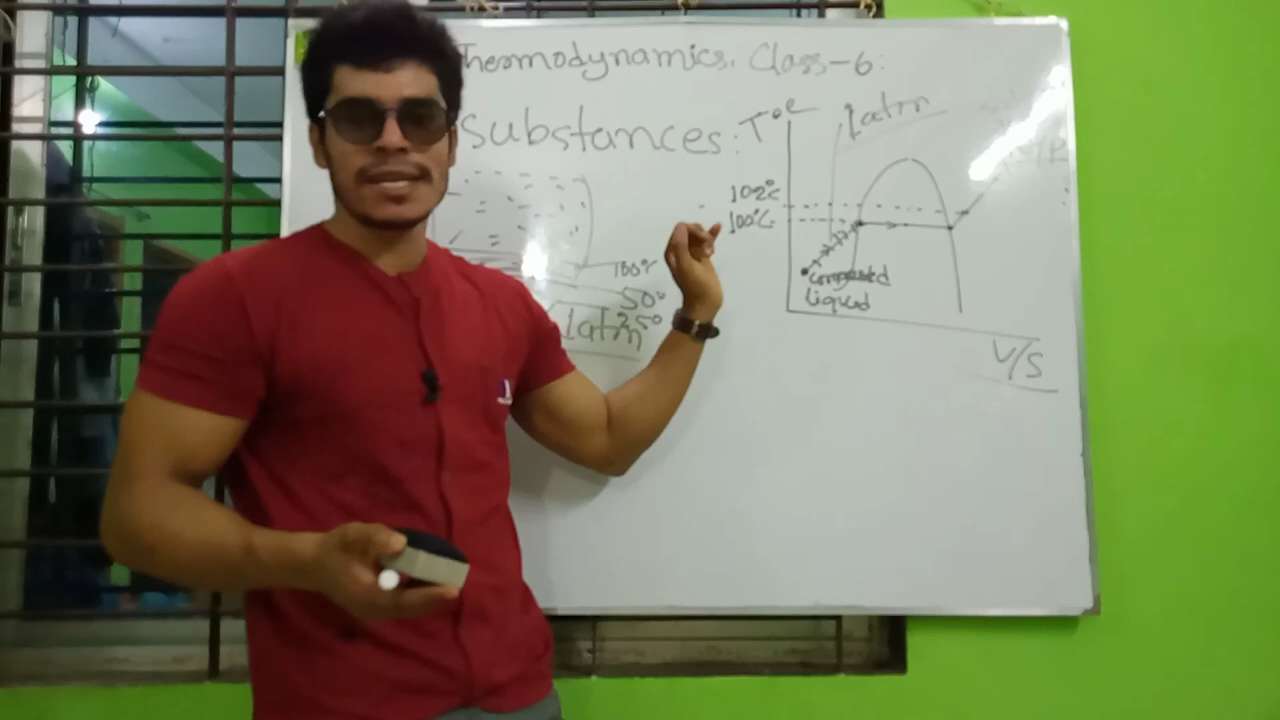 Thermodynamics. Class-6:
Substances:
T°c
1atm
102°c
100°c
100°
50°
25°
1atm
compressed
liquid
V/S